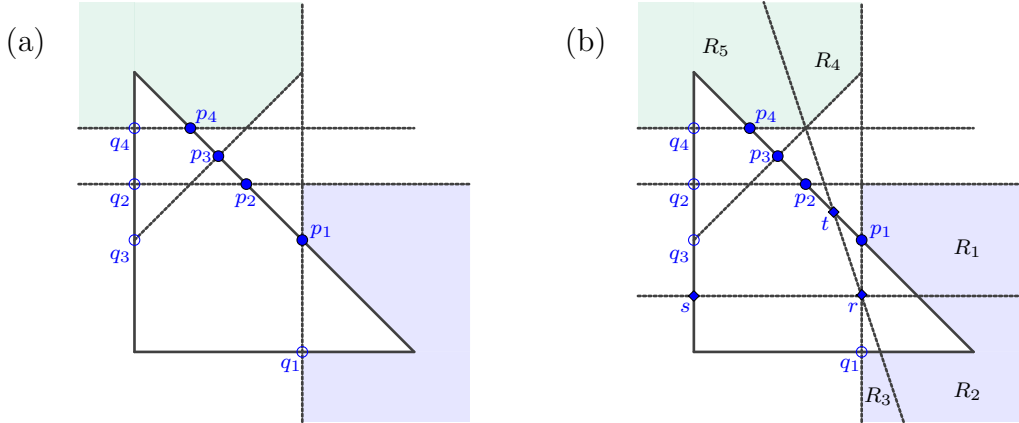 (a)
p₄
q₄
p₃
q₂
p₂
p₁
q₃
q₁
(b)
R₅
R₄
p₄
q₄
p₃
q₂
p₂
t
p₁
q₃
R₁
s
r
q₁
R₃
R₂